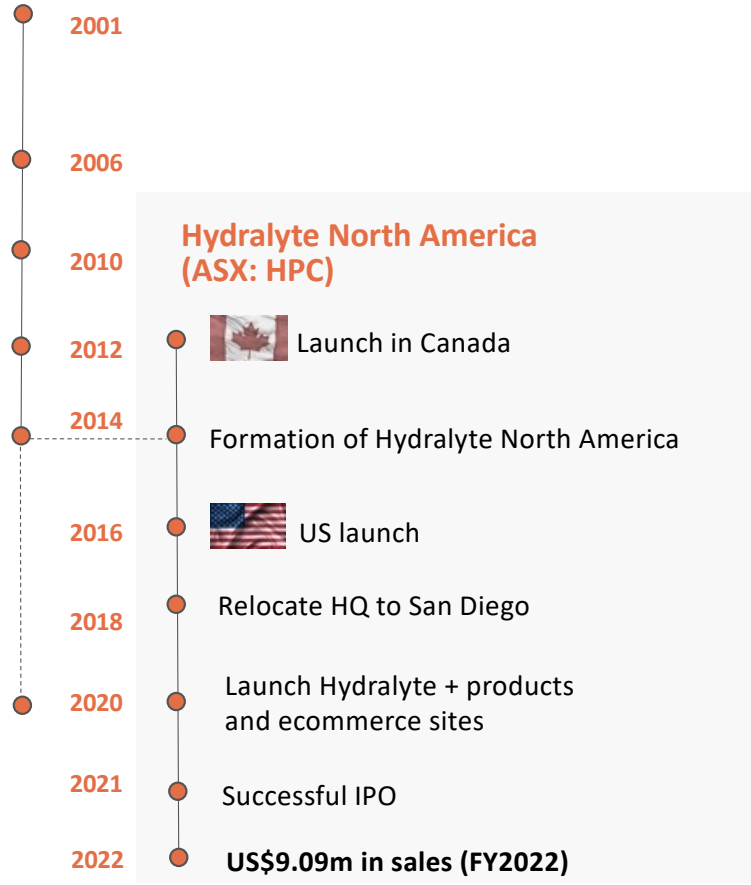 2001
2006
Hydralyte North America
(ASX: HPC)
2010
2012
Launch in Canada
2014
Formation of Hydralyte North America
2016
US launch
2018
Relocate HQ to San Diego
2020
Launch Hydralyte + products
and ecommerce sites
2021
Successful IPO
2022
US$9.09m in sales (FY2022)